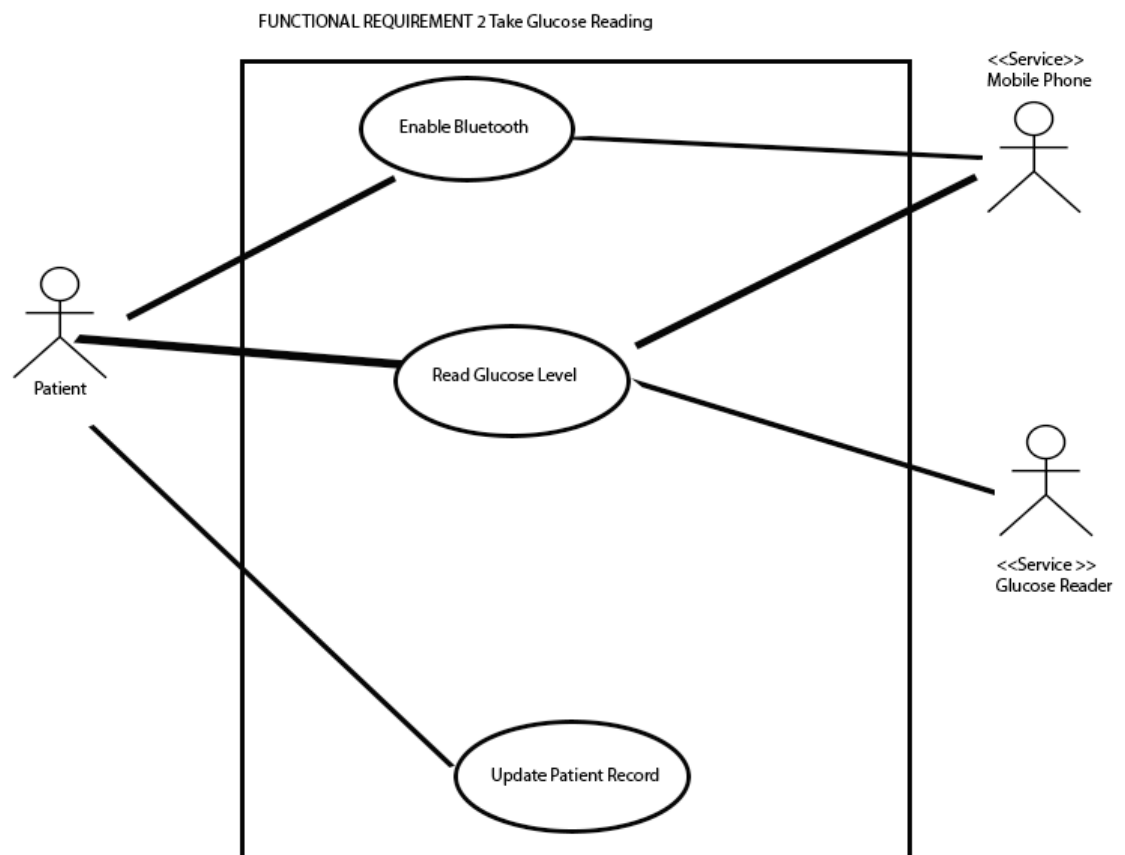 FUNCTIONAL REQUIREMENT 2 Take Glucose Reading
<<Service>>
Mobile Phone
Enable Bluetooth
Read Glucose Level
Patient
<<Service >>
Glucose Reader
Update Patient Record